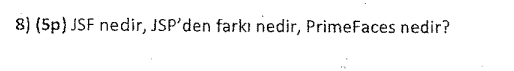 8) (5p) JSF nedir, JSP'den farkı nedir, PrimeFaces nedir?